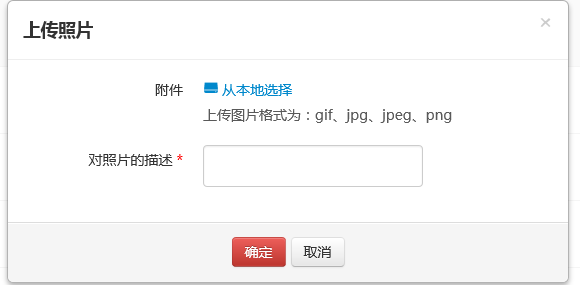 上传照片 ×
附件 从本地选择
上传图片格式为：gif、jpg、jpeg、png
对照片的描述 *
确定 取消